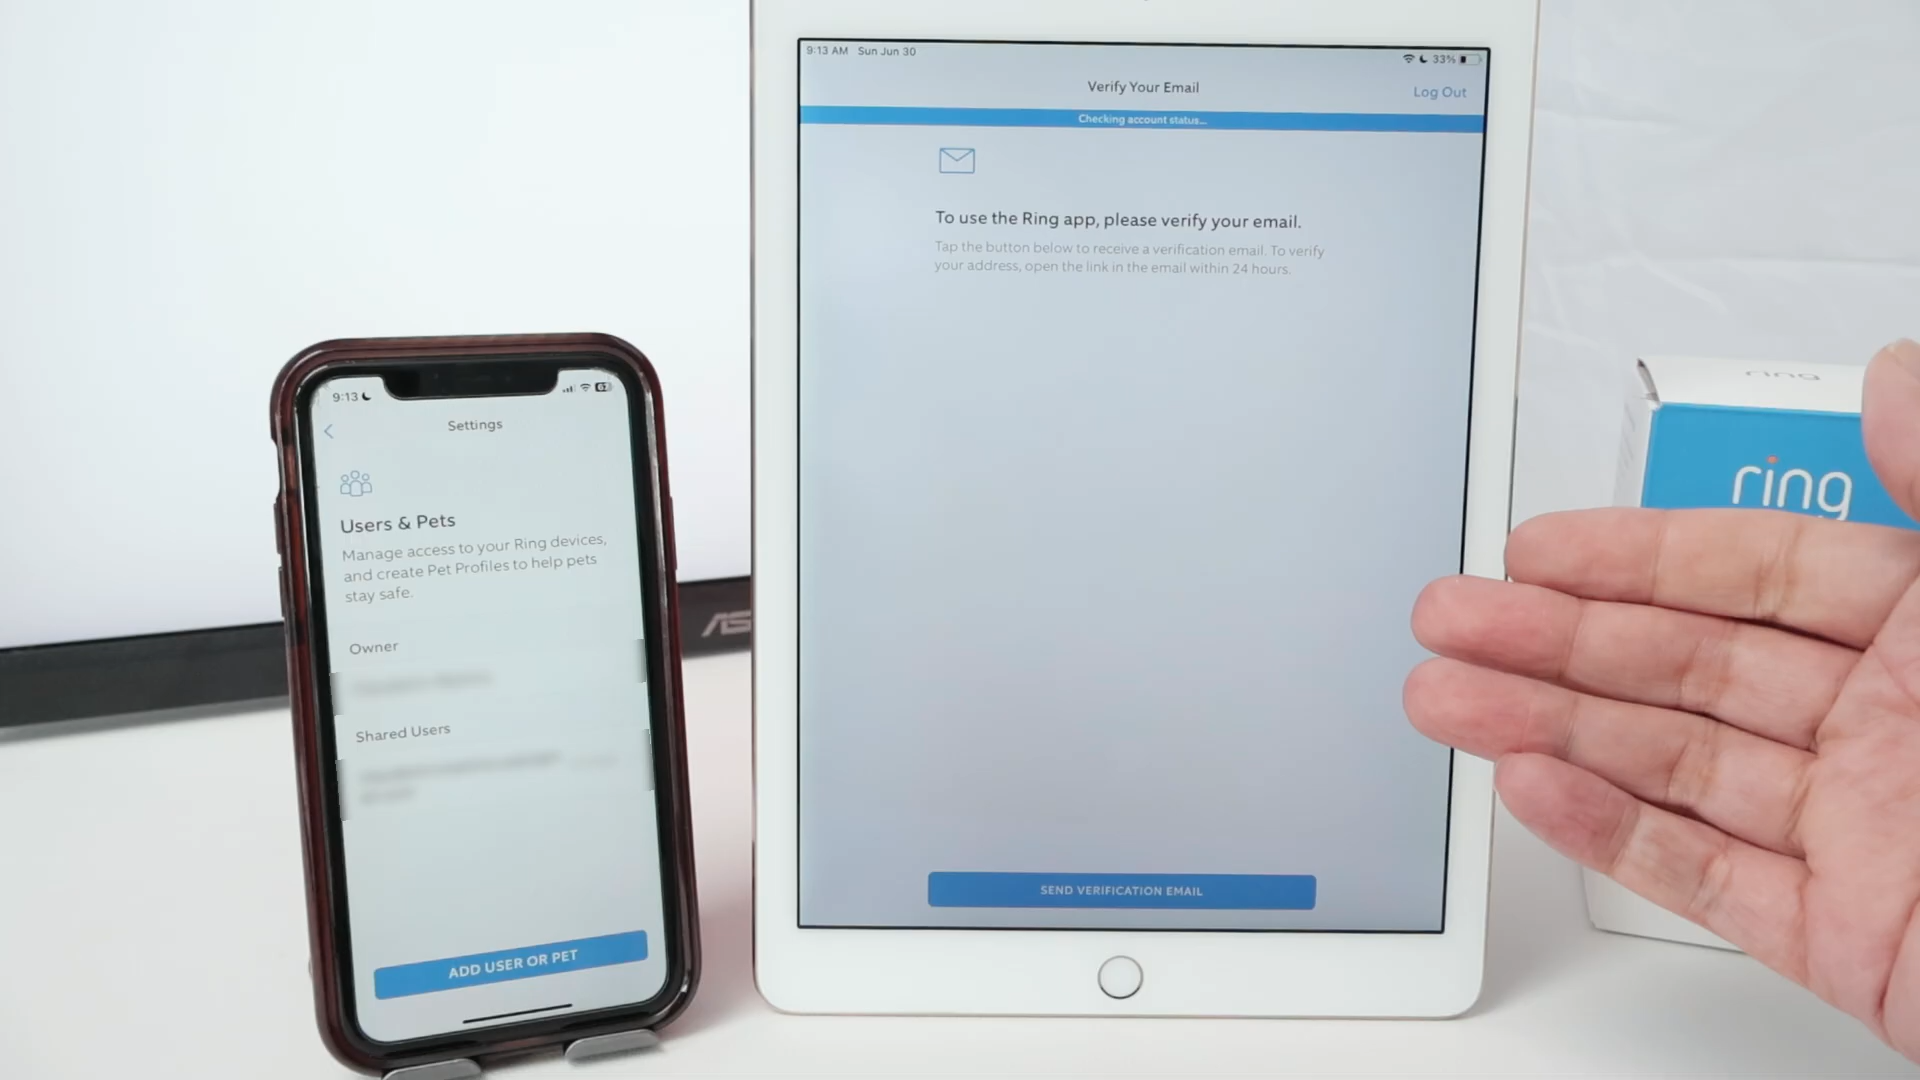 9:13
Settings
Users & Pets
Manage access to your Ring devices,
and create Pet Profiles to help pets
stay safe.
Owner
Shared Users
ADD USER OR PET
9:13 AM Sun Jun 30
33%
Verify Your Email
Log Out
Checking account status...
To use the Ring app, please verify your email.
Tap the button below to receive a verification email. To verify
your address, open the link in the email within 24 hours.
SEND VERIFICATION EMAIL
ring
ring